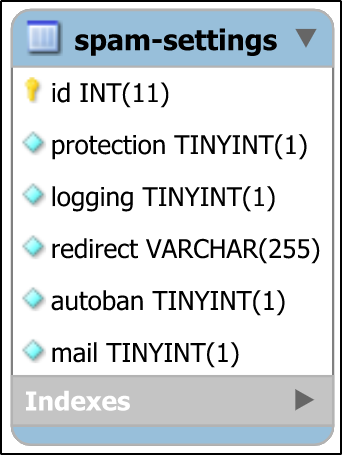 spam-settings
id INT(11)
protection TINYINT(1)
logging TINYINT(1)
redirect VARCHAR(255)
autoban TINYINT(1)
mail TINYINT(1)
Indexes